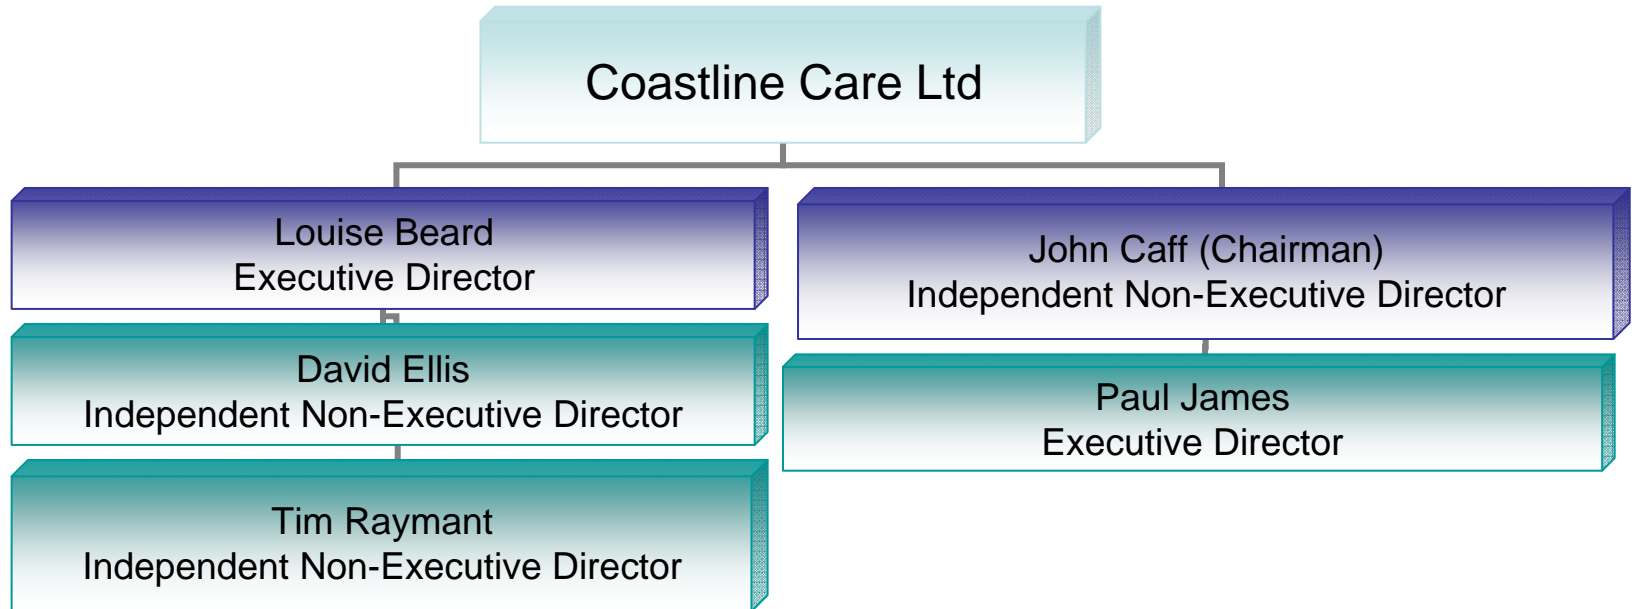 Coastline Care Ltd
Louise Beard
Executive Director
John Caff (Chairman)
Independent Non-Executive Director
David Ellis
Independent Non-Executive Director
Paul James
Executive Director
Tim Raymant
Independent Non-Executive Director